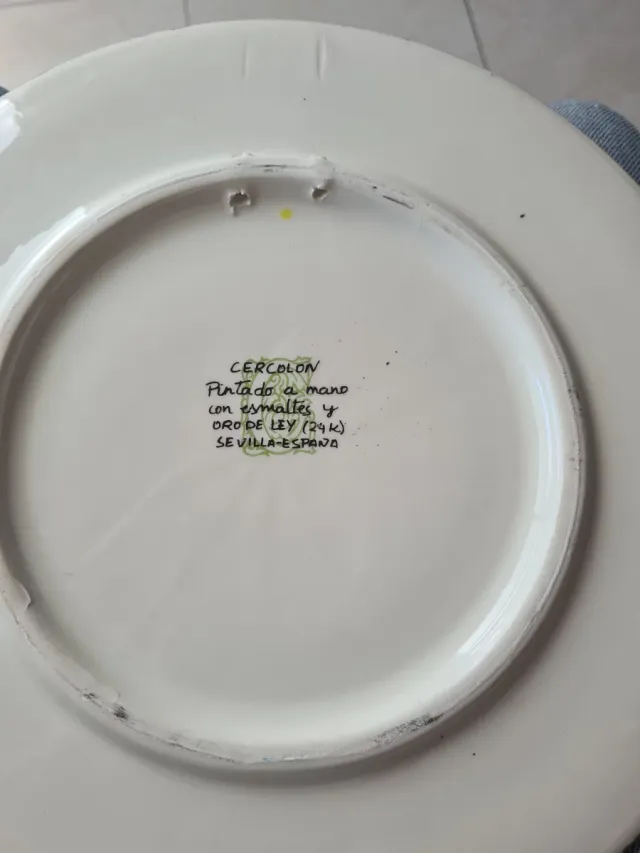 CERCOLON
Pintado a mano
con esmaltes y
ORO DE LEY (24K)
SEVILLA-ESPAÑA